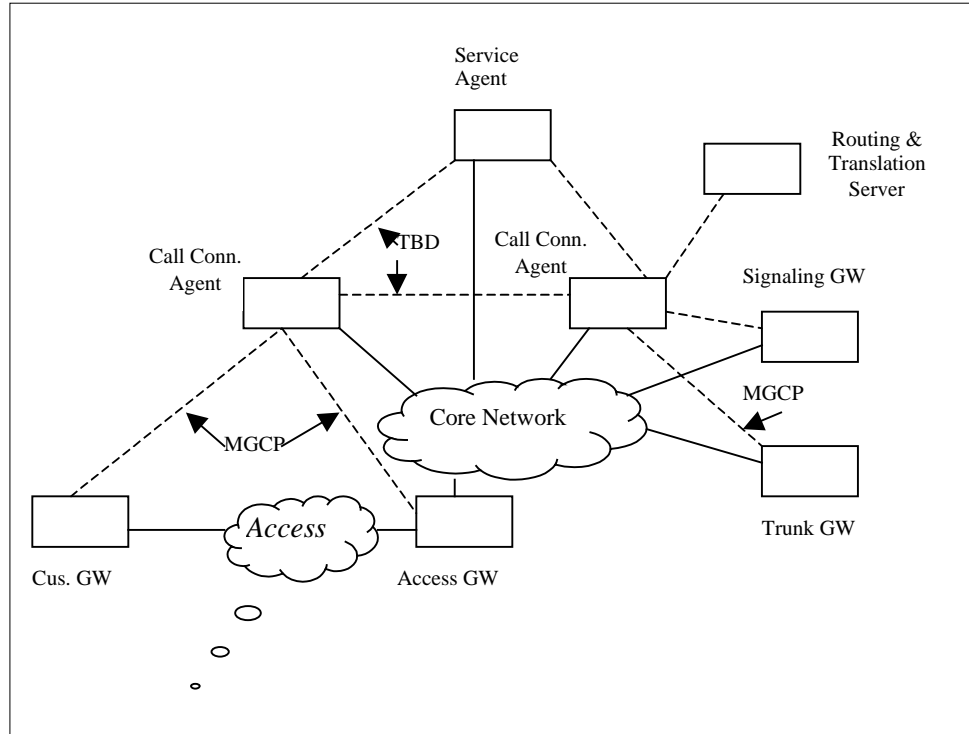 Service
Agent
Routing &
Translation
Server
Call Conn.
Agent
TBD
Call Conn.
Agent
Signaling GW
MGCP
Core Network
MGCP
Access
Trunk GW
Cus. GW
Access GW